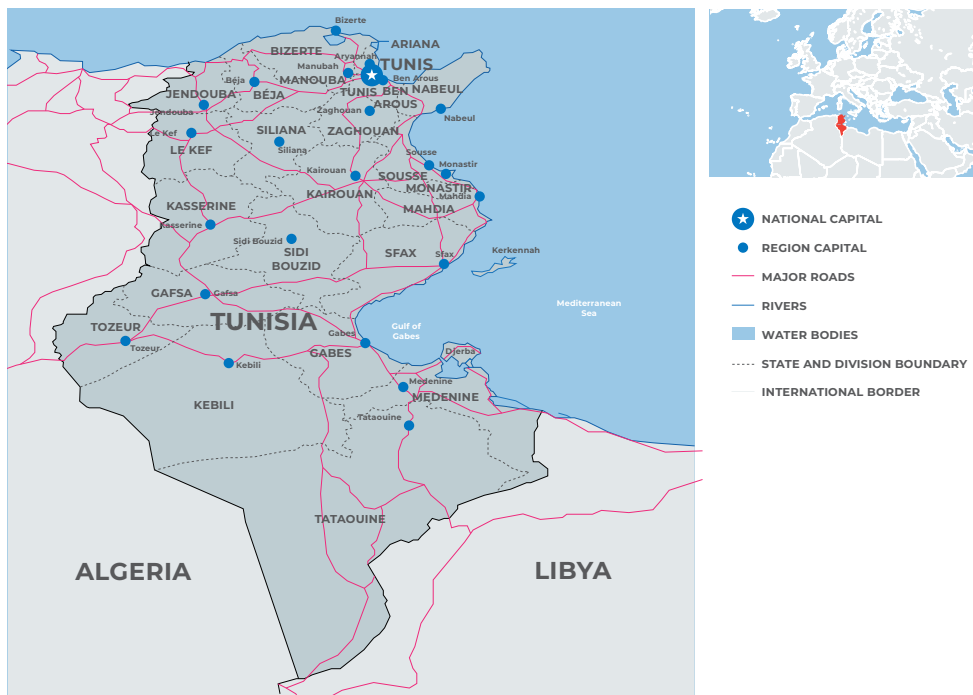 Bizerte
ARIANA
BIZERTE
Aryannah
TUNIS
Manubah
MANOUBA
Ben Arous
Béja
BÉJA
TUNIS
BEN
AROUS
NABEUL
JENDOUBA
Jendouba
Zaghouan
Nabeul
Le Kef
LE KEF
SILIANA
Siliana
ZAGHOUAN
Sousse
Monastir
Kairouan
SOUSSE
MONASTIR
KAIROUAN
Mahdia
MAHDIA
KASSERINE
Kasserine
Sidi Bouzid
SIDI
BOUZID
SFAX
Sfax
Kerkennah
GAFSA
Gafsa
Mediterranean
Sea
TOZEUR
Tozeur
TUNISIA
Gabes
GABES
Gulf of
Gabes
Djerba
Kebili
KEBILI
Medenine
MEDENINE
Tataouine
TATAOUINE
ALGERIA
LIBYA
NATIONAL CAPITAL
REGION CAPITAL
MAJOR ROADS
RIVERS
WATER BODIES
STATE AND DIVISION BOUNDARY
INTERNATIONAL BORDER